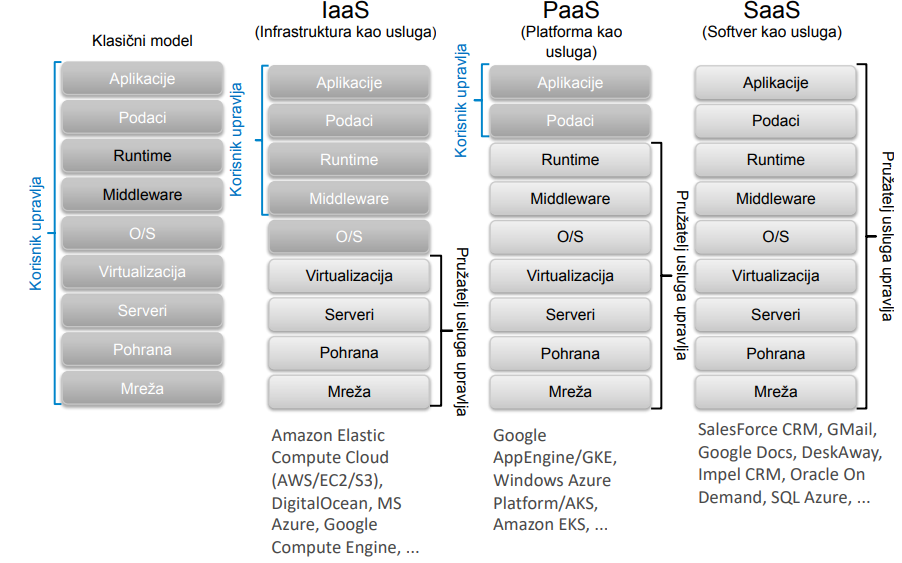 Klasični model
Korisnik upravlja
Aplikacije
Podaci
Runtime
Middleware
O/S
Virtualizacija
Serveri
Pohrana
Mreža
IaaS
(Infrastruktura kao usluga)
Korisnik upravlja
Aplikacije
Podaci
Runtime
Middleware
O/S
Virtualizacija
Serveri
Pohrana
Mreža
Pružatelj usluga upravlja
Amazon Elastic
Compute Cloud
(AWS/EC2/S3),
DigitalOcean, MS
Azure, Google
Compute Engine, ...
PaaS
(Platforma kao
usluga)
Korisnik upravlja
Aplikacije
Podaci
Runtime
Middleware
O/S
Virtualizacija
Serveri
Pohrana
Mreža
Pružatelj usluga upravlja
Google
AppEngine/GKE,
Windows Azure
Platform/AKS,
Amazon EKS, ...
SaaS
(Softver kao usluga)
Aplikacije
Podaci
Runtime
Middleware
O/S
Virtualizacija
Serveri
Pohrana
Mreža
Pružatelj usluga upravlja
SalesForce CRM, GMail,
Google Docs, DeskAway,
Impel CRM, Oracle On
Demand, SQL Azure, ...